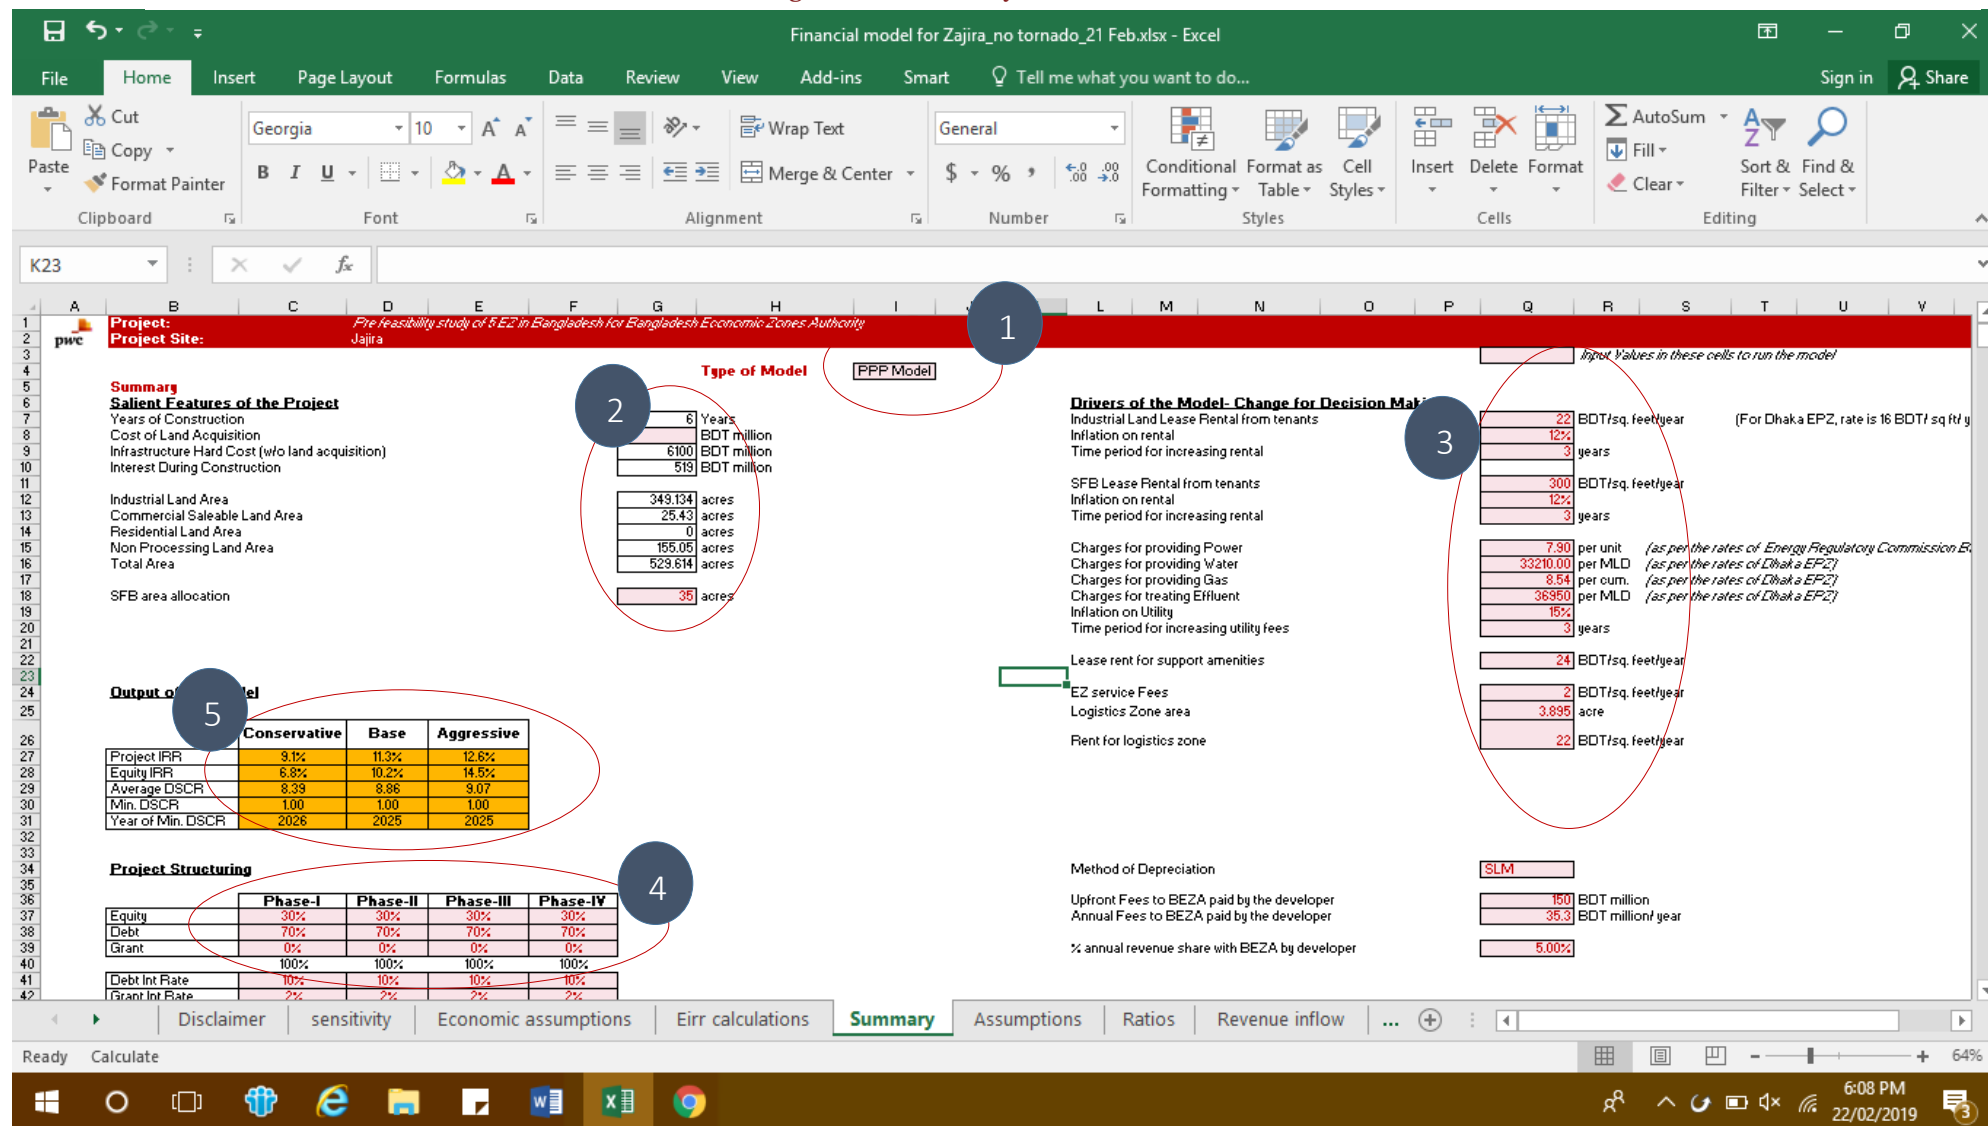 Financial model for Zajira_no tornado_21 Feb.xlsx - Excel
File Home Insert Page Layout Formulas Data Review View Add-ins Smart Tell me what you want to do... Sign in Share
Paste
Cut
Copy
Format Painter
Clipboard
Georgia 10
Font
Wrap Text
Merge & Center
Alignment
General
Number
Conditional Formatting
Format as Table
Cell Styles
Styles
Insert Delete Format
Cells
AutoSum
Fill
Clear
Sort & Filter
Find & Select
Editing
K23
A B C D E F G H I L M N O P Q R S T U V
pwc
Project: Pre feasibility study of 5 EZ in Bangladesh for Bangladesh Economic Zones Authority
Project Site: Jajira
1
Input Values in these cells to run the model
Type of Model PPP Model
Summary
Salient Features of the Project
2
Years of Construction 6 Years
Cost of Land Acquisition BDT million
Infrastructure Hard Cost (w/o land acquisition) 6100 BDT million
Interest During Construction 519 BDT million
Industrial Land Area 349.134 acres
Commercial Saleable Land Area 25.43 acres
Residential Land Area 0 acres
Non Processing Land Area 155.05 acres
Total Area 529.614 acres
SFB area allocation 35 acres
Drivers of the Model- Change for Decision
3
Industrial Land Lease Rental from tenants 22 BDT/sq. feet/year (For Dhaka EPZ, rate is 16 BDT/ sq ft/ y
Inflation on rental 12%
Time period for increasing rental 3 years
SFB Lease Rental from tenants 300 BDT/sq. feet/year
Inflation on rental 12%
Time period for increasing rental 3 years
Charges for providing Power 7.90 per unit (as per the rates of Energy Regulatory Commission
Charges for providing Water 33210.00 per MLD (as per the rates of Dhaka EPZ)
Charges for providing Gas 8.54 per cum. (as per the rates of Dhaka EPZ)
Charges for treating Effluent 36950 per MLD (as per the rates of Dhaka EPZ)
Inflation on Utility 15%
Time period for increasing utility fees 3 years
Lease rent for support amenities 24 BDT/sq. feet/year
EZ service Fees 2 BDT/sq. feet/year
Logistics Zone area 3.895 acre
Rent for logistics zone 22 BDT/sq. feet/year
Output of
5
Conservative Base Aggressive
Project IRR 9.1% 11.3% 12.6%
Equity IRR 6.8% 10.2% 14.5%
Average DSCR 8.39 8.86 9.07
Min. DSCR 1.00 1.00 1.00
Year of Min. DSCR 2026 2025 2025
Project Structuring
4
Phase-I Phase-II Phase-III Phase-IV
Equity 30% 30% 30% 30%
Debt 70% 70% 70% 70%
Grant 0% 0% 0% 0%
100% 100% 100% 100%
Debt Int Rate 10% 10% 10% 10%
Grant Int Rate 2% 2% 2% 2%
Method of Depreciation SLM
Upfront Fees to BEZA paid by the developer 150 BDT million
Annual Fees to BEZA paid by the developer 35.3 BDT million/ year
% annual revenue share with BEZA by developer 5.00%
Disclaimer sensitivity Economic assumptions Eirr calculations Summary Assumptions Ratios Revenue inflow ...
Ready Calculate 64%
6:08 PM
22/02/2019
3